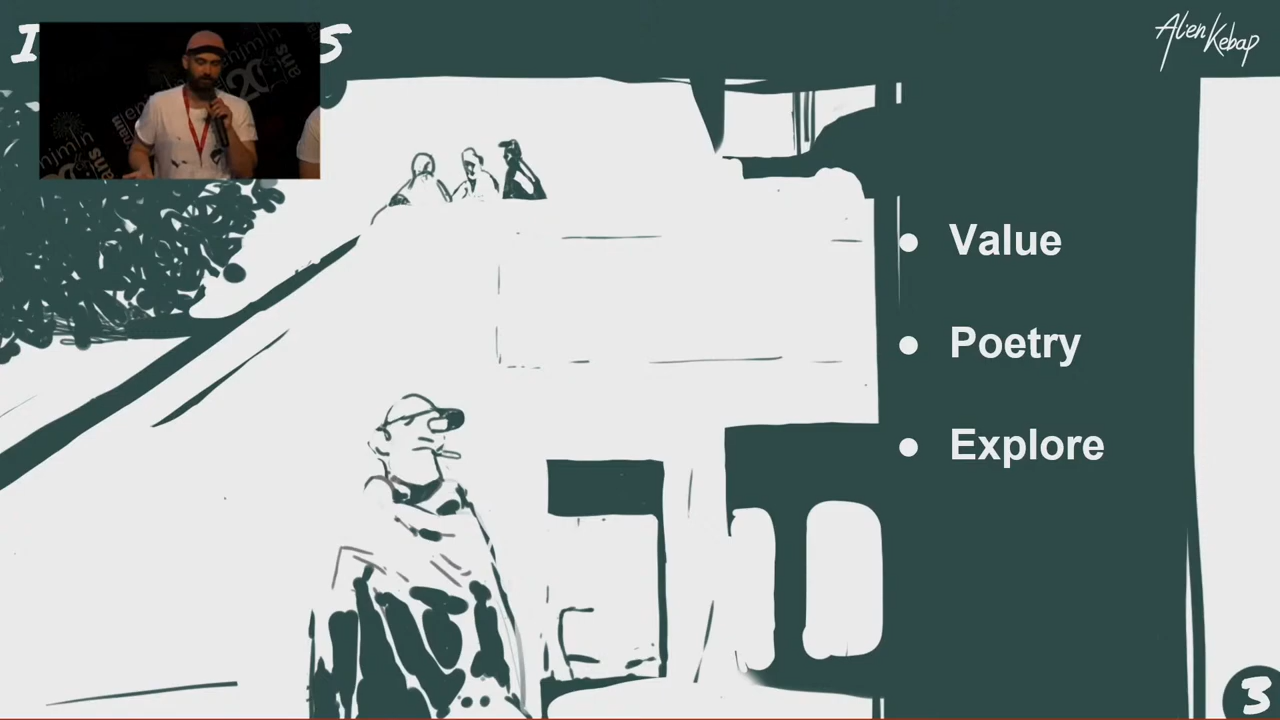 Alien Kebap
• Value
• Poetry
• Explore
3